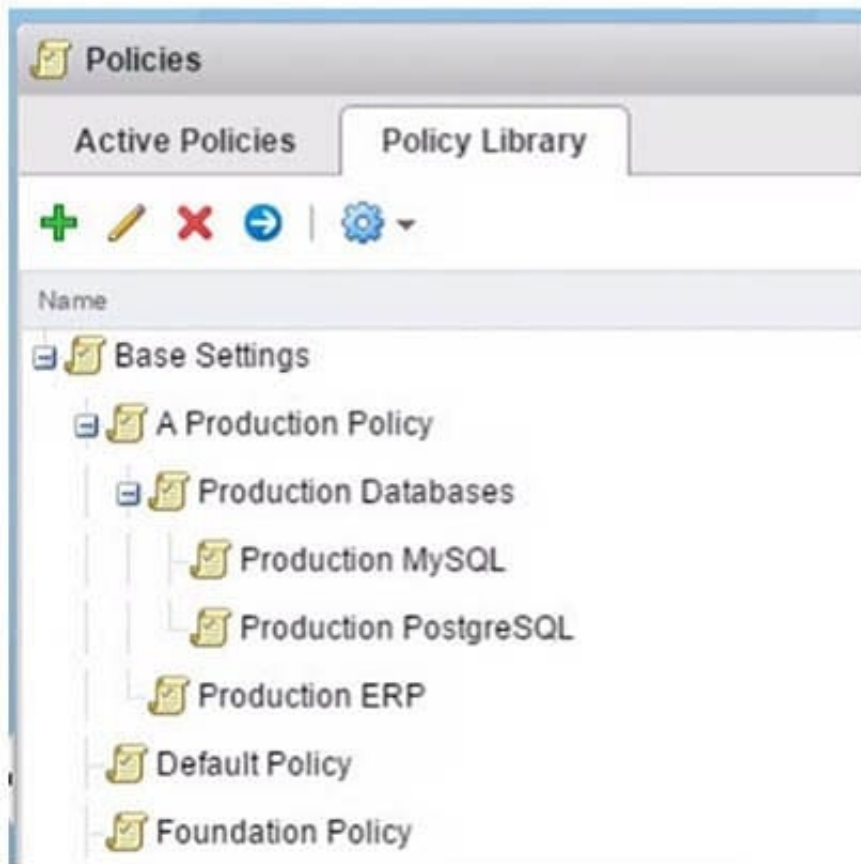 Policies
Active Policies Policy Library
Name
Base Settings
A Production Policy
Production Databases
Production MySQL
Production PostgreSQL
Production ERP
Default Policy
Foundation Policy